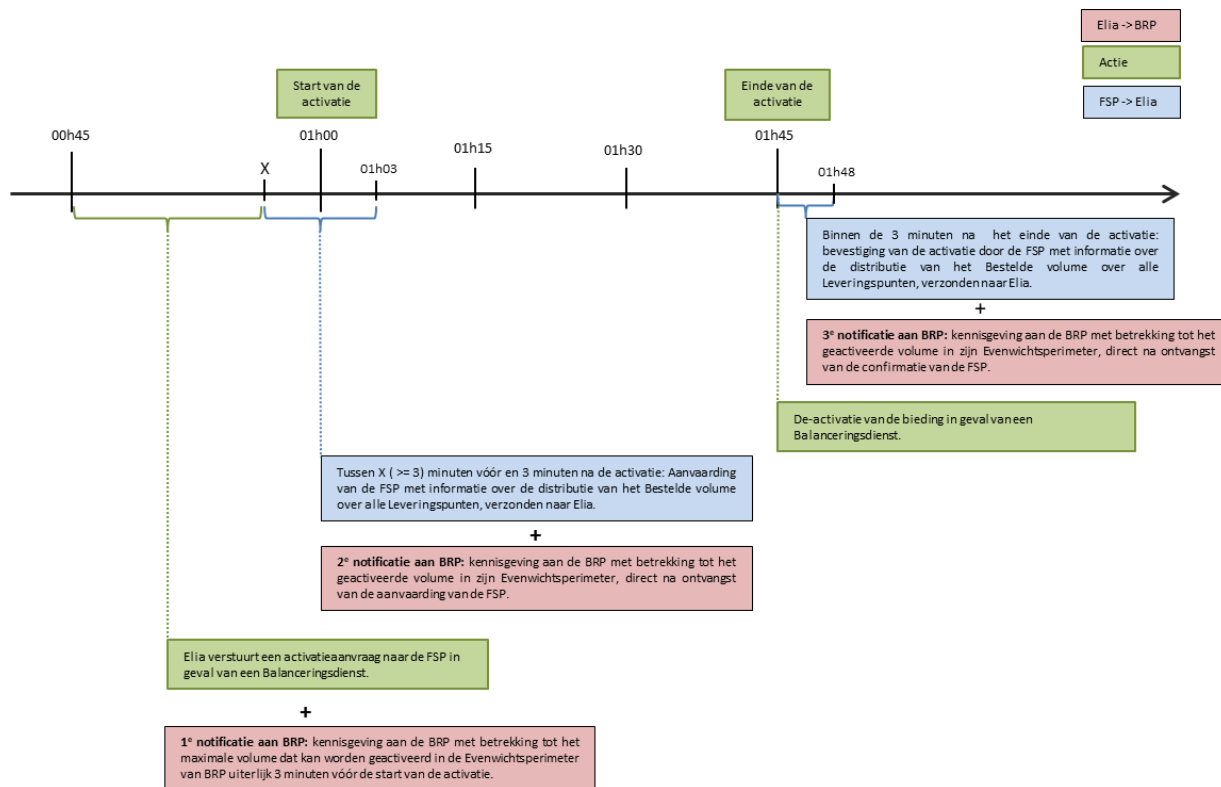 Elia -> BRP
Actie
FSP -> Elia
Start van de
activatie
Einde van de
activatie
00h45
X
01h00
01h03
01h15
01h30
01h45
01h48
Binnen de 3 minuten na het einde van de activatie:
bevestiging van de activatie door de FSP met informatie over
de distributie van het Bestelde volume over alle
Leveringspunten, verzonden naar Elia.
+
3e notificatie aan BRP: kennisgeving aan de BRP met betrekking tot het
geactiveerde volume in zijn Evenwichtsperimeter, direct na ontvangst
van de confirmatie van de FSP.
De-activatie van de bieding in geval van een
Balanceringsdienst.
Tussen X ( >= 3) minuten vóór en 3 minuten na de activatie: Aanvaarding
van de FSP met informatie over de distributie van het Bestelde volume
over alle Leveringspunten, verzonden naar Elia.
+
2e notificatie aan BRP: kennisgeving aan de BRP met betrekking tot het
geactiveerde volume in zijn Evenwichtsperimeter, direct na ontvangst
van de aanvaarding van de FSP.
Elia verstuurt een activatieaanvraag naar de FSP in
geval van een Balanceringsdienst.
+
1e notificatie aan BRP: kennisgeving aan de BRP met betrekking tot het
maximale volume dat kan worden geactiveerd in de Evenwichtsperimeter
van BRP uiterlijk 3 minuten vóór de start van de activatie.